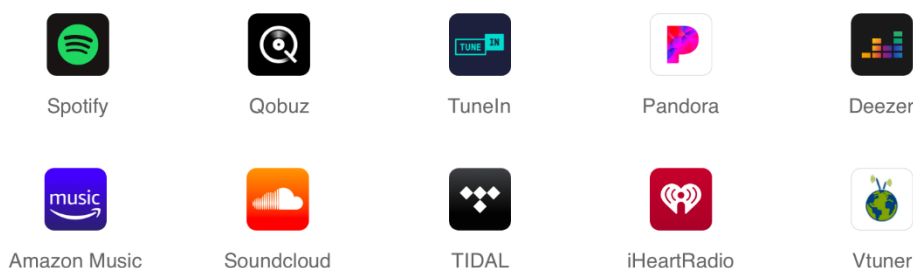 TUNE IN
Spotify Qobuz TuneIn Pandora Deezer
music
Amazon Music Soundcloud TIDAL iHeartRadio Vtuner